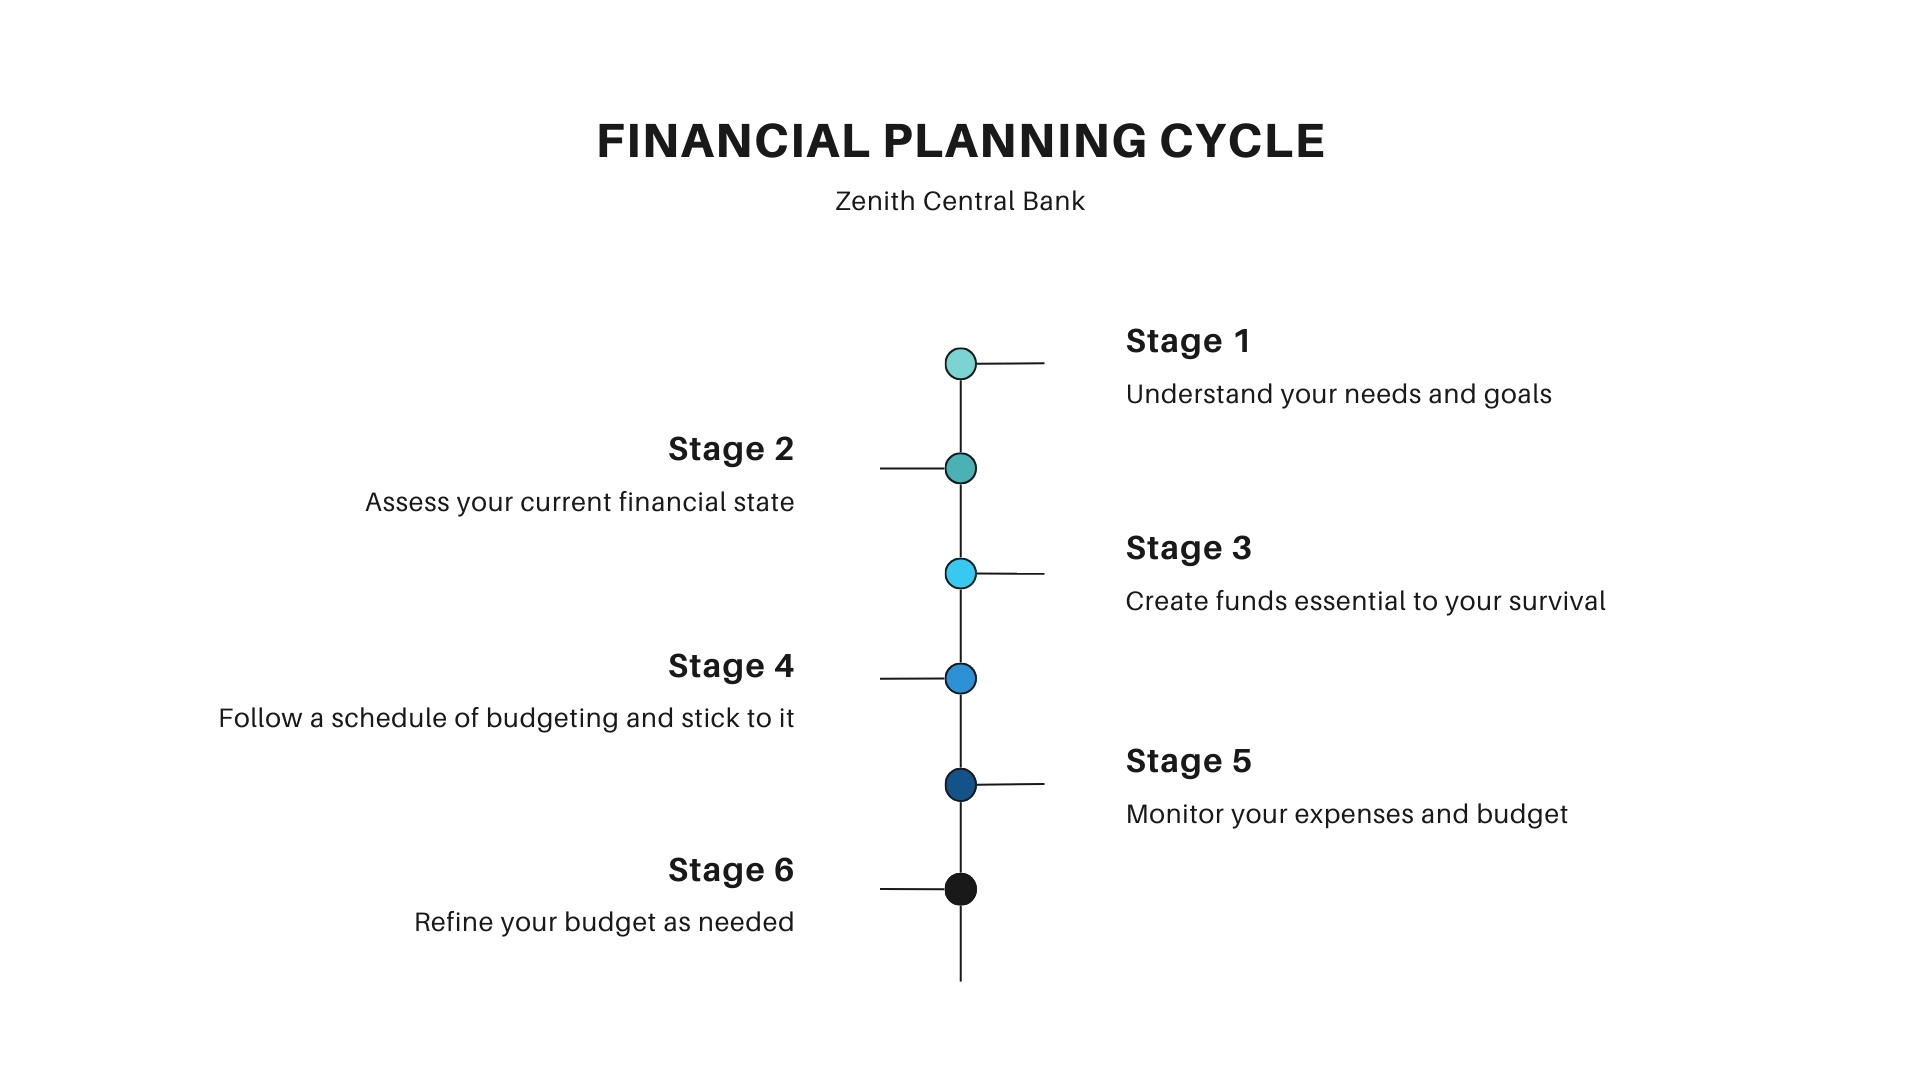 FINANCIAL PLANNING CYCLE
Zenith Central Bank
Stage 1
Understand your needs and goals
Stage 2
Assess your current financial state
Stage 3
Create funds essential to your survival
Stage 4
Follow a schedule of budgeting and stick to it
Stage 5
Monitor your expenses and budget
Stage 6
Refine your budget as needed